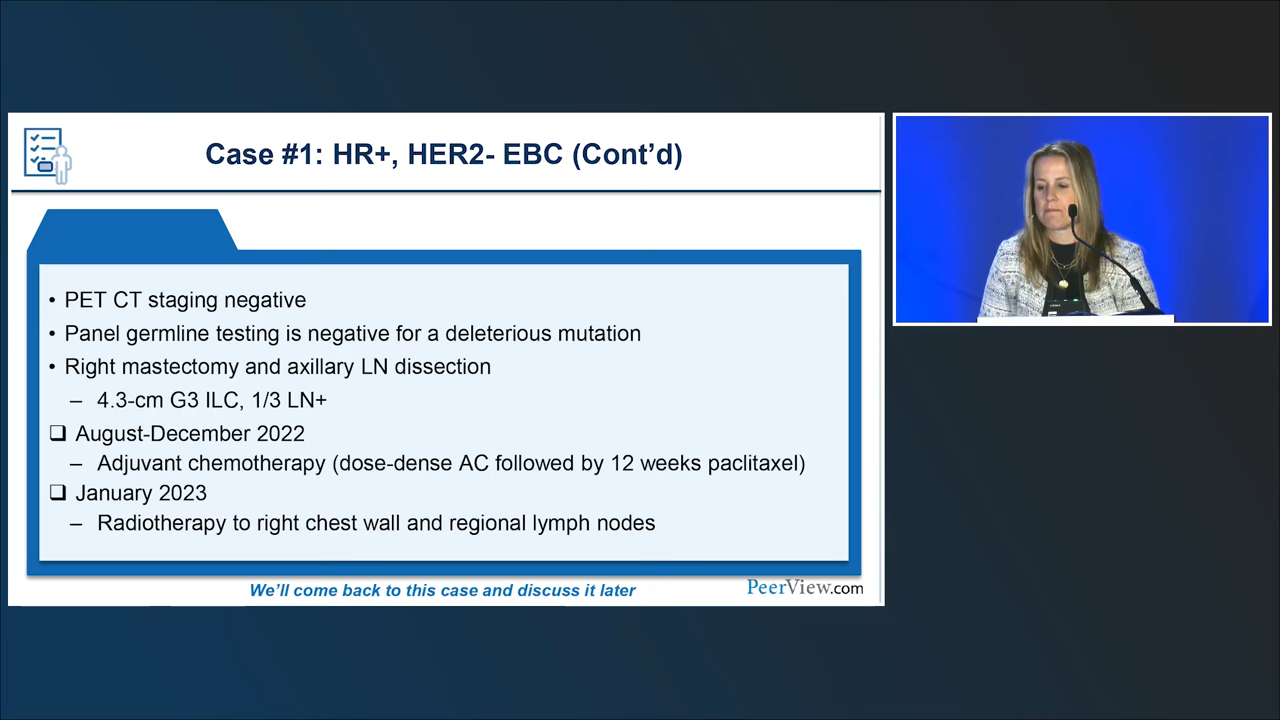 Case #1: HR+, HER2- EBC (Cont’d)
• PET CT staging negative
• Panel germline testing is negative for a deleterious mutation
• Right mastectomy and axillary LN dissection
– 4.3-cm G3 ILC, 1/3 LN+
❑ August-December 2022
– Adjuvant chemotherapy (dose-dense AC followed by 12 weeks paclitaxel)
❑ January 2023
– Radiotherapy to right chest wall and regional lymph nodes
We’ll come back to this case and discuss it later
PeerView.com